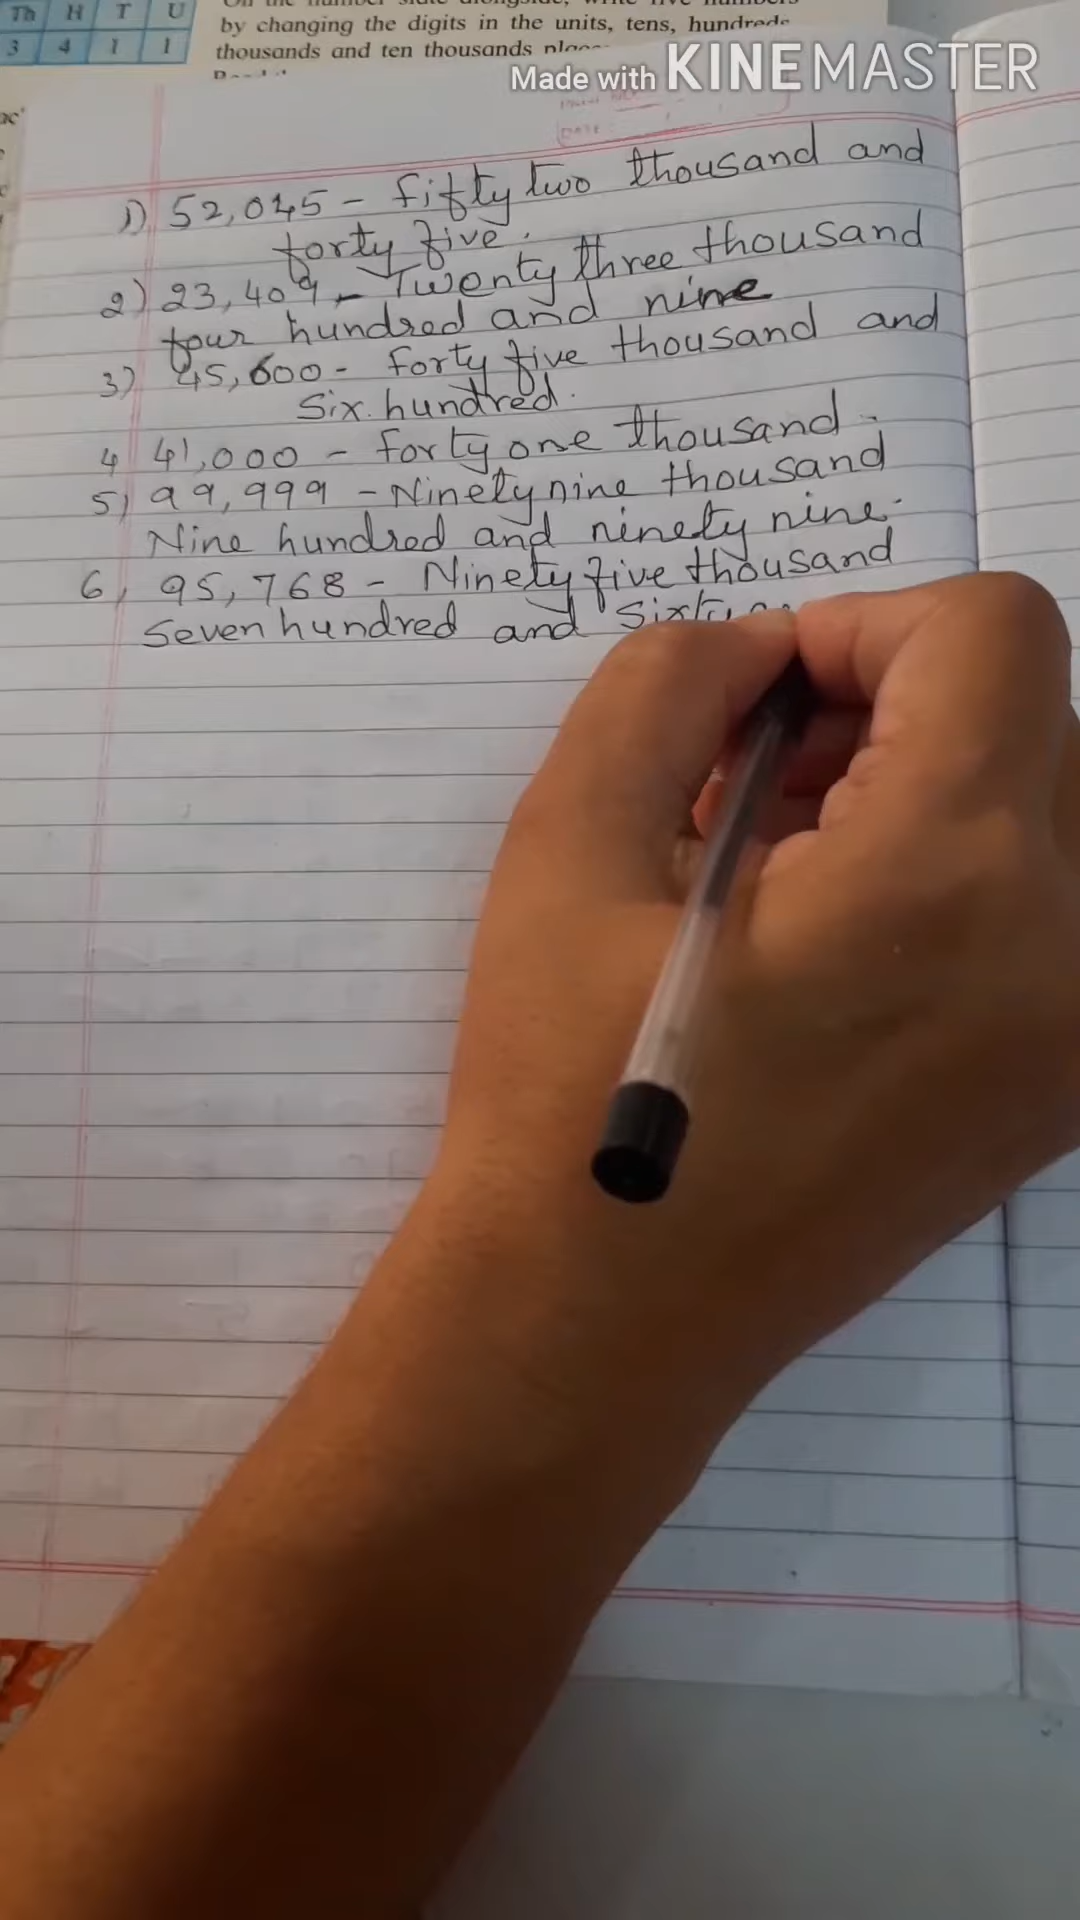 Th H T U
3 4 1 1
by changing the digits in the units, tens, hundreds
thousands and ten thousands
Made with KINEMASTER
DATE:
1) 52,045 - fifty two thousand and
forty five.
2) 23,409 - Twenty three thousand
four hundred and nine
3) 45,600 - forty five thousand and
Six. hundred.
4 41,000 - forty one thousand.
5) 99,999 - Ninety nine thousand
Nine hundred and ninety nine.
6) 95,768 - Ninety five thousand
Seven hundred and Sixty